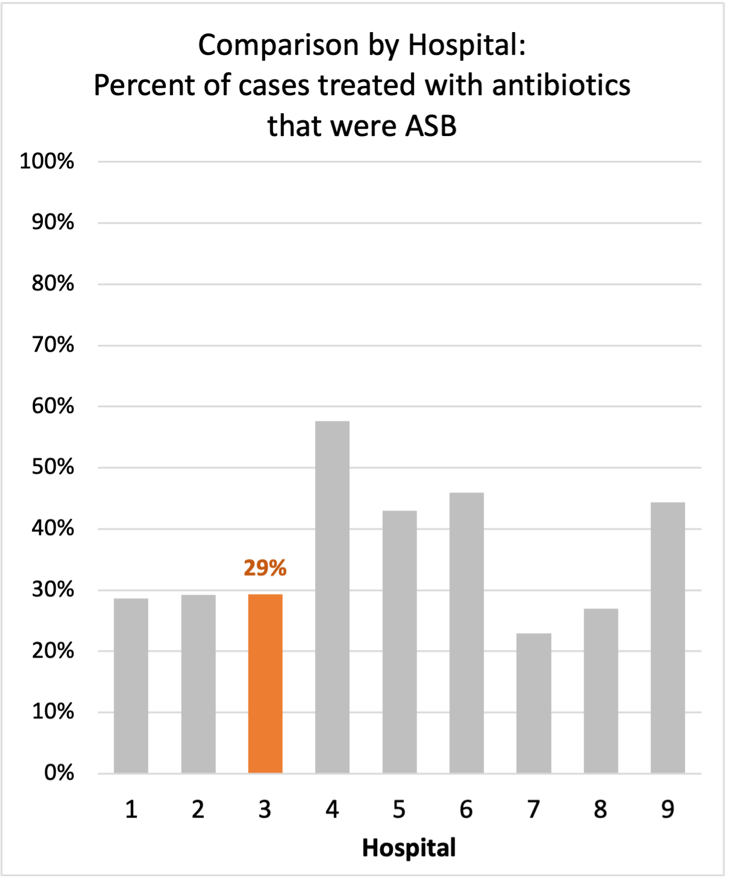 Comparison by Hospital:
Percent of cases treated with antibiotics
that were ASB
100%
90%
80%
70%
60%
50%
40%
30%
20%
10%
0%
29%
1 2 3 4 5 6 7 8 9
Hospital